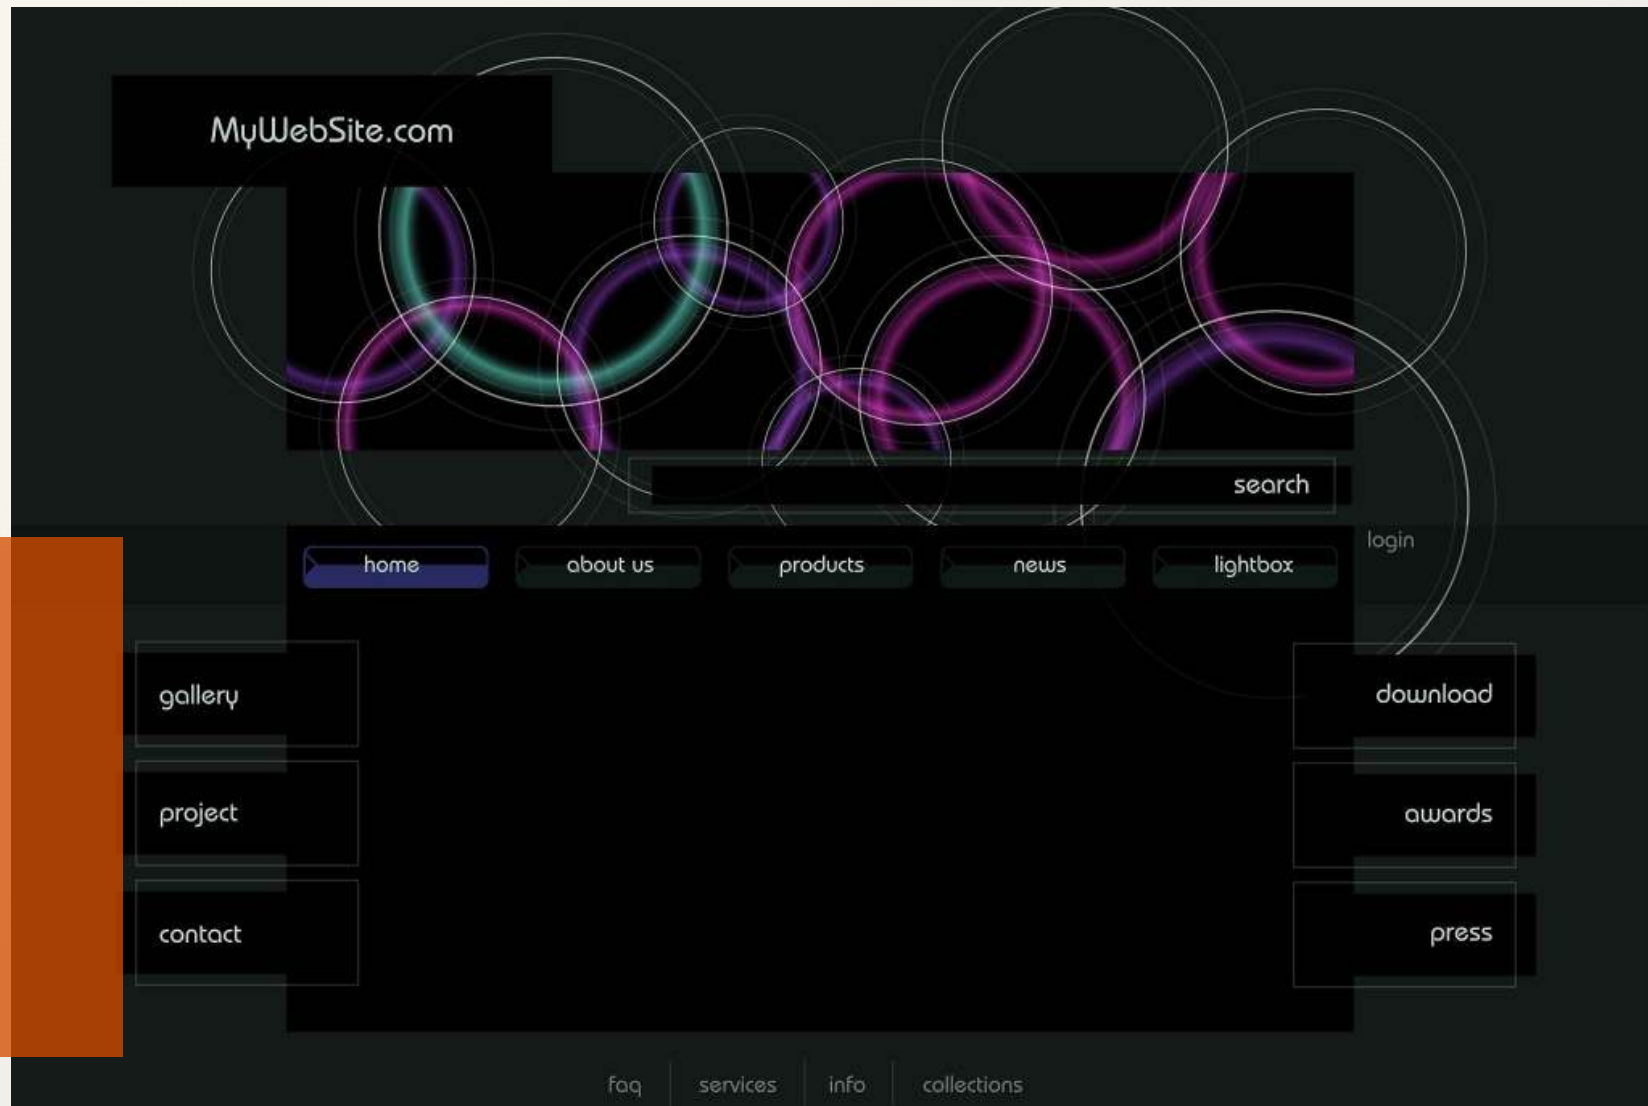 MyWebSite.com
search
login
home about us products news lightbox
gallery
download
project
awards
contact
press
faq services info collections